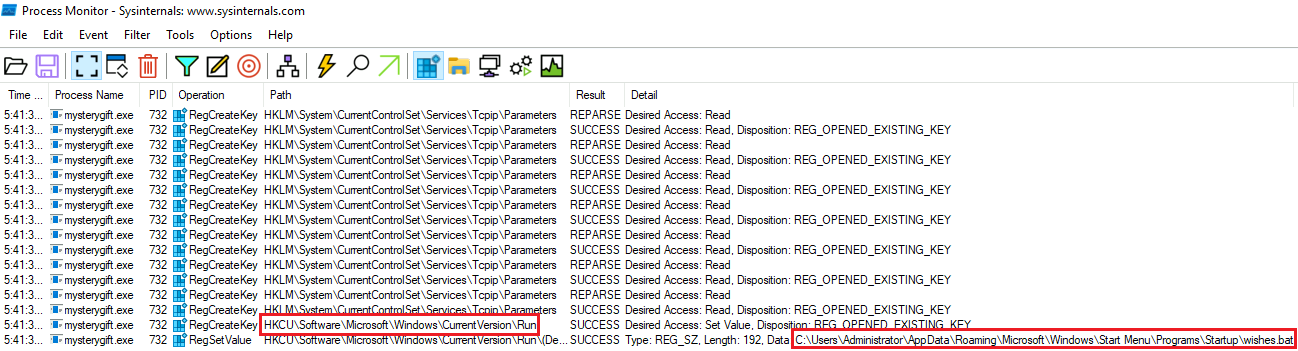 Process Monitor - Sysinternals: www.sysinternals.com
File Edit Event Filter Tools Options Help
Time ... Process Name PID Operation Path Result Detail
5:41:3... mysterygift.exe 732 RegCreateKey HKLM\System\CurrentControlSet\Services\Tcpip\Parameters REPARSE Desired Access: Read
5:41:3... mysterygift.exe 732 RegCreateKey HKLM\System\CurrentControlSet\Services\Tcpip\Parameters SUCCESS Desired Access: Read, Disposition: REG_OPENED_EXISTING_KEY
5:41:3... mysterygift.exe 732 RegCreateKey HKLM\System\CurrentControlSet\Services\Tcpip\Parameters REPARSE Desired Access: Read
5:41:3... mysterygift.exe 732 RegCreateKey HKLM\System\CurrentControlSet\Services\Tcpip\Parameters SUCCESS Desired Access: Read, Disposition: REG_OPENED_EXISTING_KEY
5:41:3... mysterygift.exe 732 RegCreateKey HKLM\System\CurrentControlSet\Services\Tcpip\Parameters REPARSE Desired Access: Read
5:41:3... mysterygift.exe 732 RegCreateKey HKLM\System\CurrentControlSet\Services\Tcpip\Parameters SUCCESS Desired Access: Read, Disposition: REG_OPENED_EXISTING_KEY
5:41:3... mysterygift.exe 732 RegCreateKey HKLM\System\CurrentControlSet\Services\Tcpip\Parameters REPARSE Desired Access: Read
5:41:3... mysterygift.exe 732 RegCreateKey HKLM\System\CurrentControlSet\Services\Tcpip\Parameters SUCCESS Desired Access: Read, Disposition: REG_OPENED_EXISTING_KEY
5:41:3... mysterygift.exe 732 RegCreateKey HKLM\System\CurrentControlSet\Services\Tcpip\Parameters REPARSE Desired Access: Read
5:41:3... mysterygift.exe 732 RegCreateKey HKLM\System\CurrentControlSet\Services\Tcpip\Parameters SUCCESS Desired Access: Read, Disposition: REG_OPENED_EXISTING_KEY
5:41:3... mysterygift.exe 732 RegCreateKey HKLM\System\CurrentControlSet\Services\Tcpip\Parameters REPARSE Desired Access: Read
5:41:3... mysterygift.exe 732 RegCreateKey HKLM\System\CurrentControlSet\Services\Tcpip\Parameters SUCCESS Desired Access: Read, Disposition: REG_OPENED_EXISTING_KEY
5:41:3... mysterygift.exe 732 RegCreateKey HKLM\System\CurrentControlSet\Services\Tcpip\Parameters REPARSE Desired Access: Read
5:41:3... mysterygift.exe 732 RegCreateKey HKLM\System\CurrentControlSet\Services\Tcpip\Parameters SUCCESS Desired Access: Read, Disposition: REG_OPENED_EXISTING_KEY
5:41:3... mysterygift.exe 732 RegCreateKey HKCU\Software\Microsoft\Windows\CurrentVersion\Run SUCCESS Desired Access: Set Value, Disposition: REG_OPENED_EXISTING_KEY
5:41:3... mysterygift.exe 732 RegSetValue HKCU\Software\Microsoft\Windows\CurrentVersion\Run\(De... SUCCESS Type: REG_SZ, Length: 192, Data C:\Users\Administrator\AppData\Roaming\Microsoft\Windows\Start Menu\Programs\Startup\wishes.bat